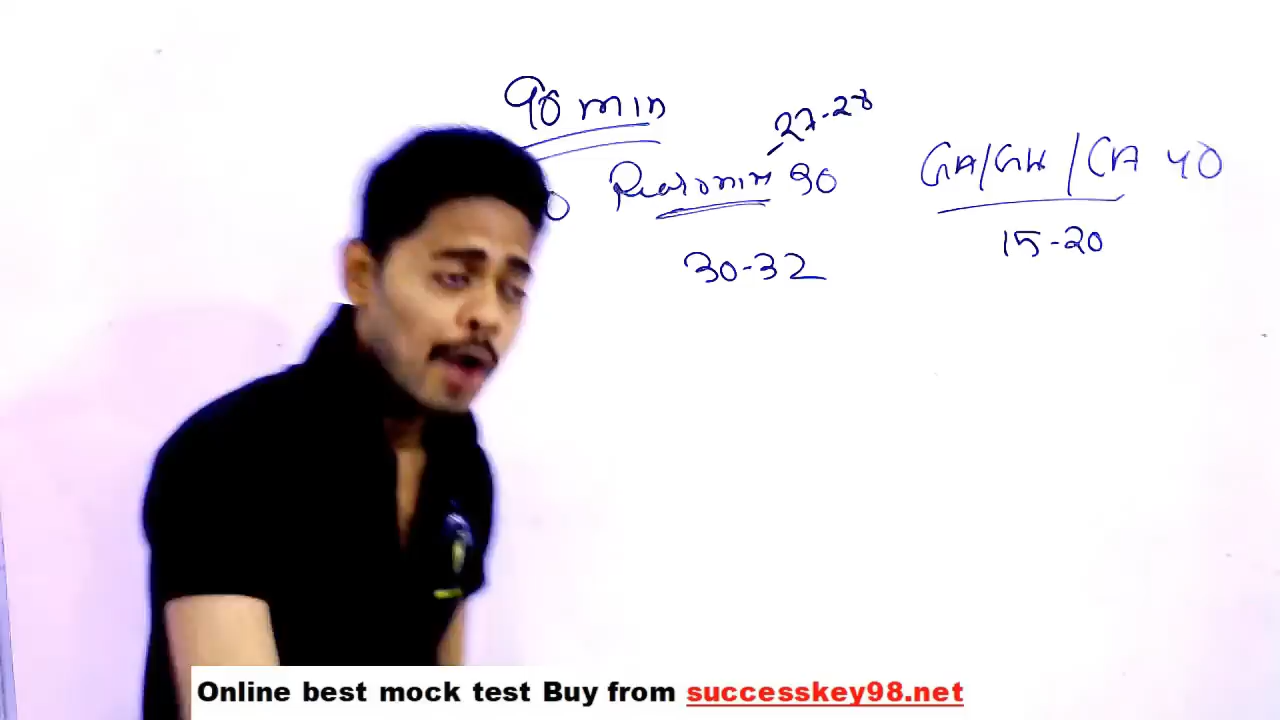 90 min
27-28
Reasoning 30 GA/GK/CA 40
30-32 15-20
Online best mock test Buy from successkey98.net